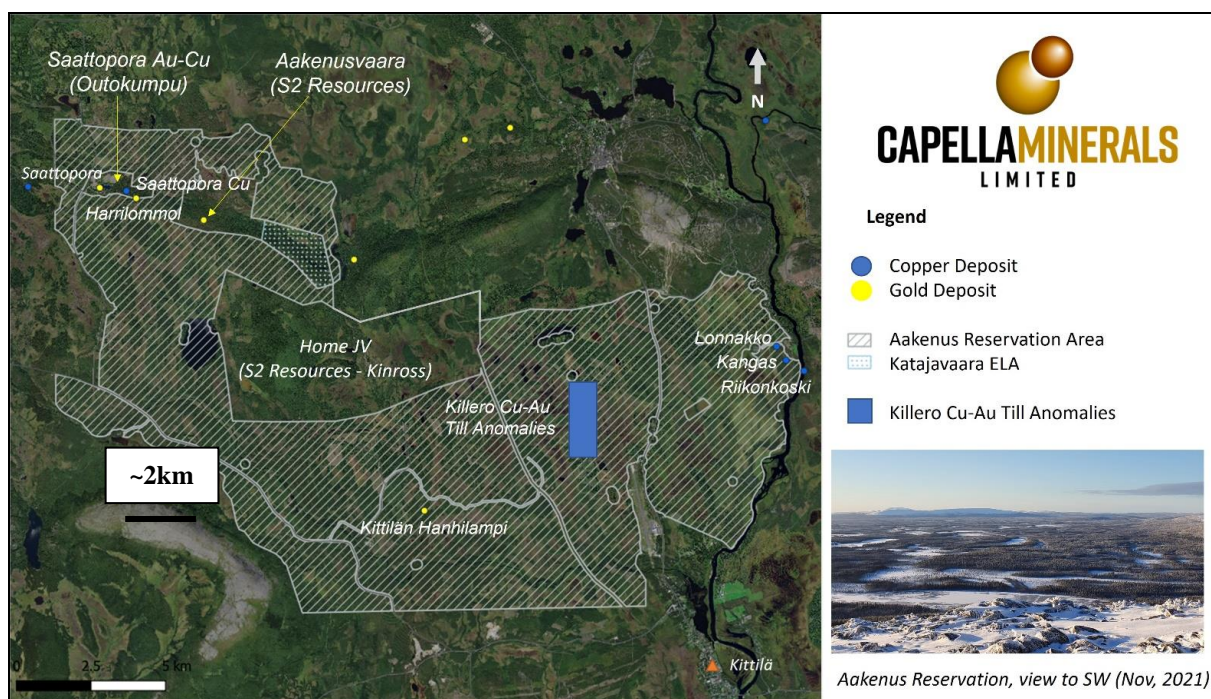 Saattopora Au-Cu
(Outokumpu)
Aakenusvaara
(S2 Resources)
N
Saattopora
Saattopora Cu
Harrilommol
Home JV
(S2 Resources - Kinross)
Lonnakko
Kangas
Riikonkoski
Killero Cu-Au
Till Anomalies
~2km
Kittilän Hanhilampi
0 2.5 5 km
Kittilä
CAPELLAMINERALS
LIMITED
Legend
Copper Deposit
Gold Deposit
Aakenus Reservation Area
Katajavaara ELA
Killero Cu-Au Till Anomalies
Aakenus Reservation, view to SW (Nov, 2021)